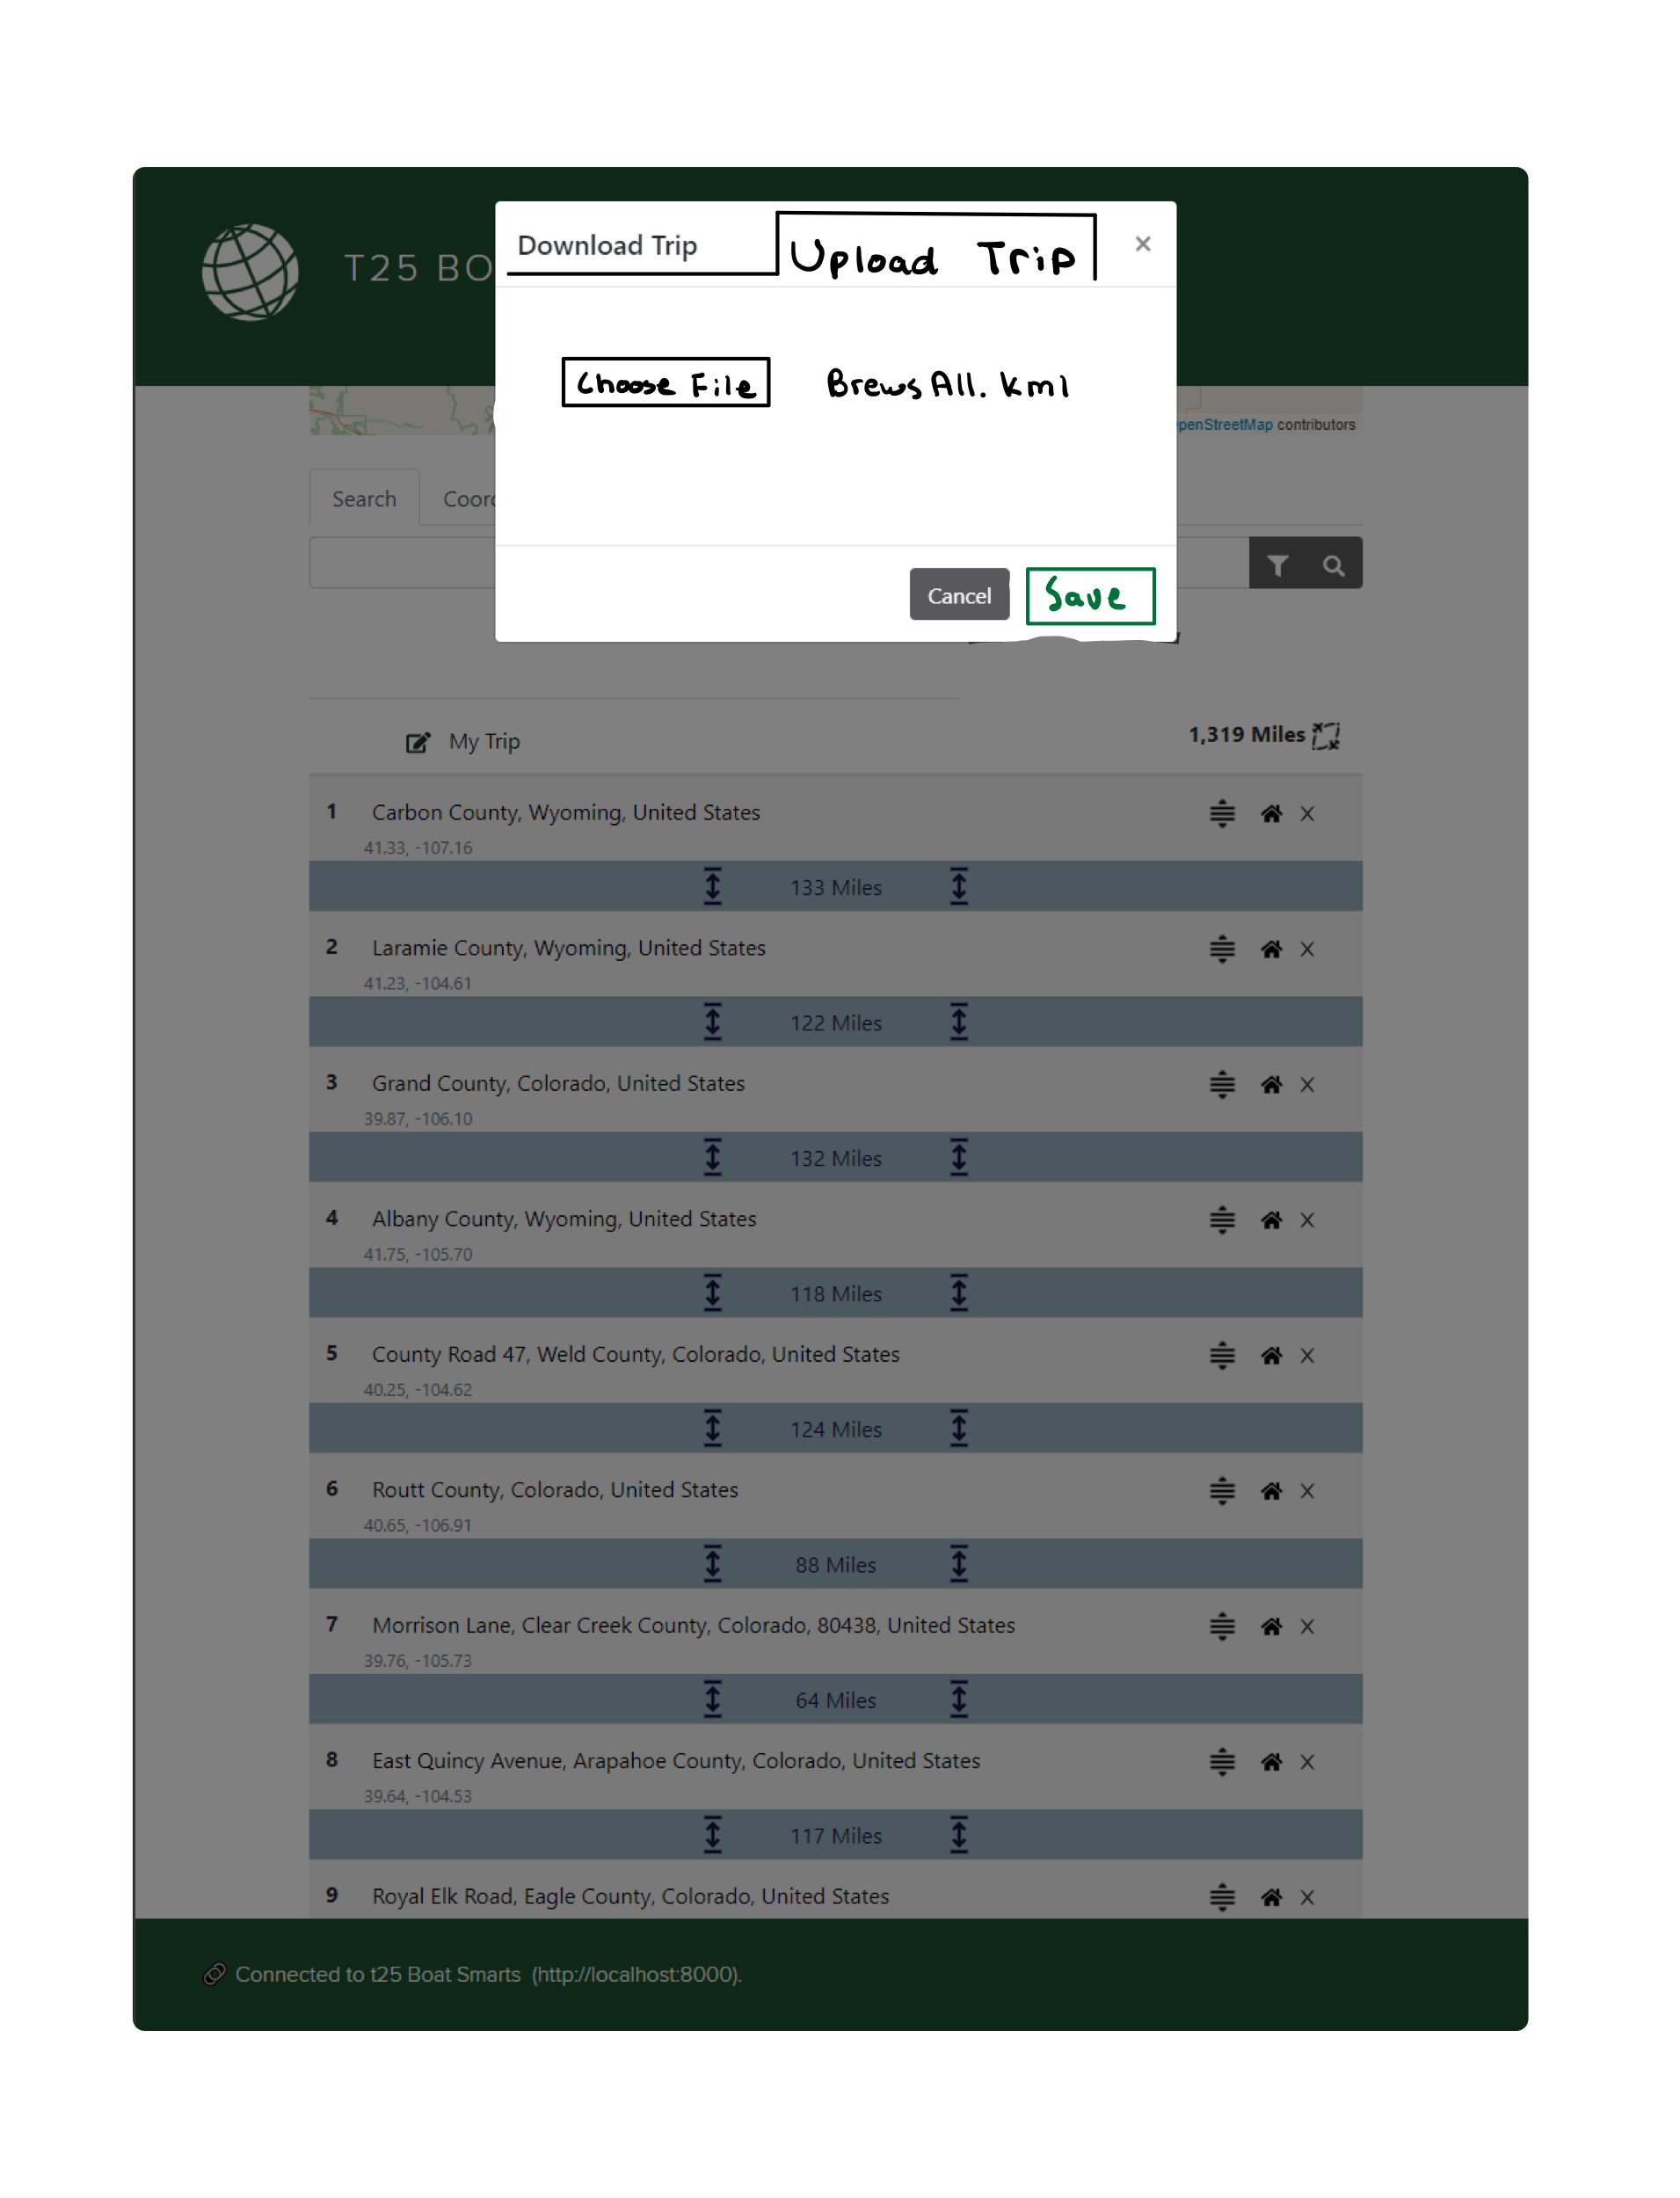 T25 BO
Download Trip
Upload Trip
×
Choose File
BrewsAll.kml
penStreetMap contributors
Search
Coor
Cancel
Save
My Trip
1,319 Miles
1 Carbon County, Wyoming, United States
41.33, -107.16
133 Miles
2 Laramie County, Wyoming, United States
41.23, -104.61
122 Miles
3 Grand County, Colorado, United States
39.87, -106.10
132 Miles
4 Albany County, Wyoming, United States
41.75, -105.70
118 Miles
5 County Road 47, Weld County, Colorado, United States
40.25, -104.62
124 Miles
6 Routt County, Colorado, United States
40.65, -106.91
88 Miles
7 Morrison Lane, Clear Creek County, Colorado, 80438, United States
39.76, -105.73
64 Miles
8 East Quincy Avenue, Arapahoe County, Colorado, United States
39.64, -104.53
117 Miles
9 Royal Elk Road, Eagle County, Colorado, United States
Connected to t25 Boat Smarts (http://localhost:8000).